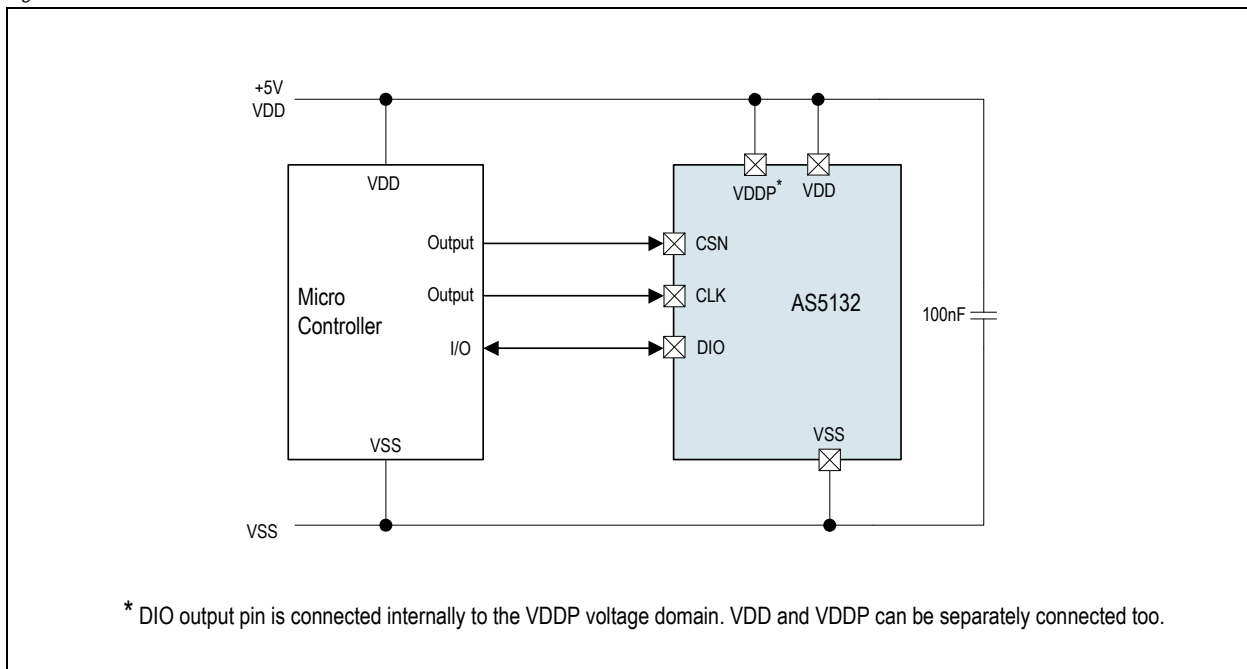 +5V
VDD
VDD
VDDP*
VDD
Output
CSN
Output
CLK
Micro
Controller
AS5132
100nF
I/O
DIO
VSS
VSS
VSS
* DIO output pin is connected internally to the VDDP voltage domain. VDD and VDDP can be separately connected too.